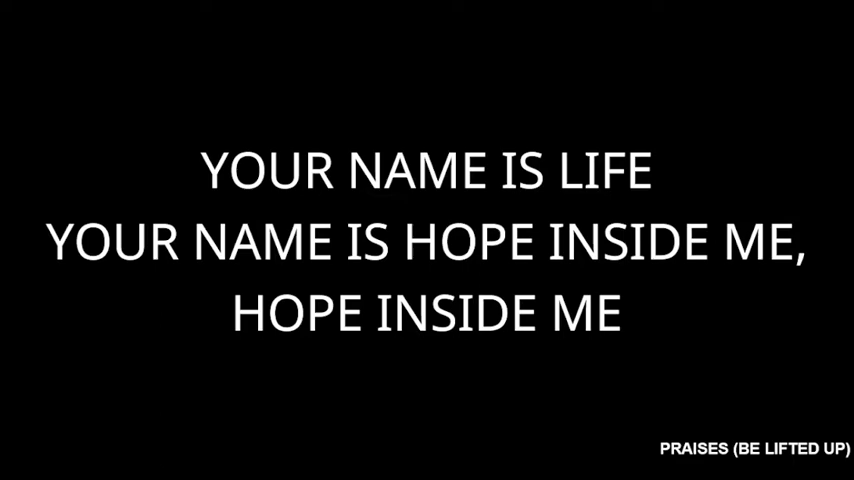 YOUR NAME IS LIFE
YOUR NAME IS HOPE INSIDE ME,
HOPE INSIDE ME
PRAISES (BE LIFTED UP)